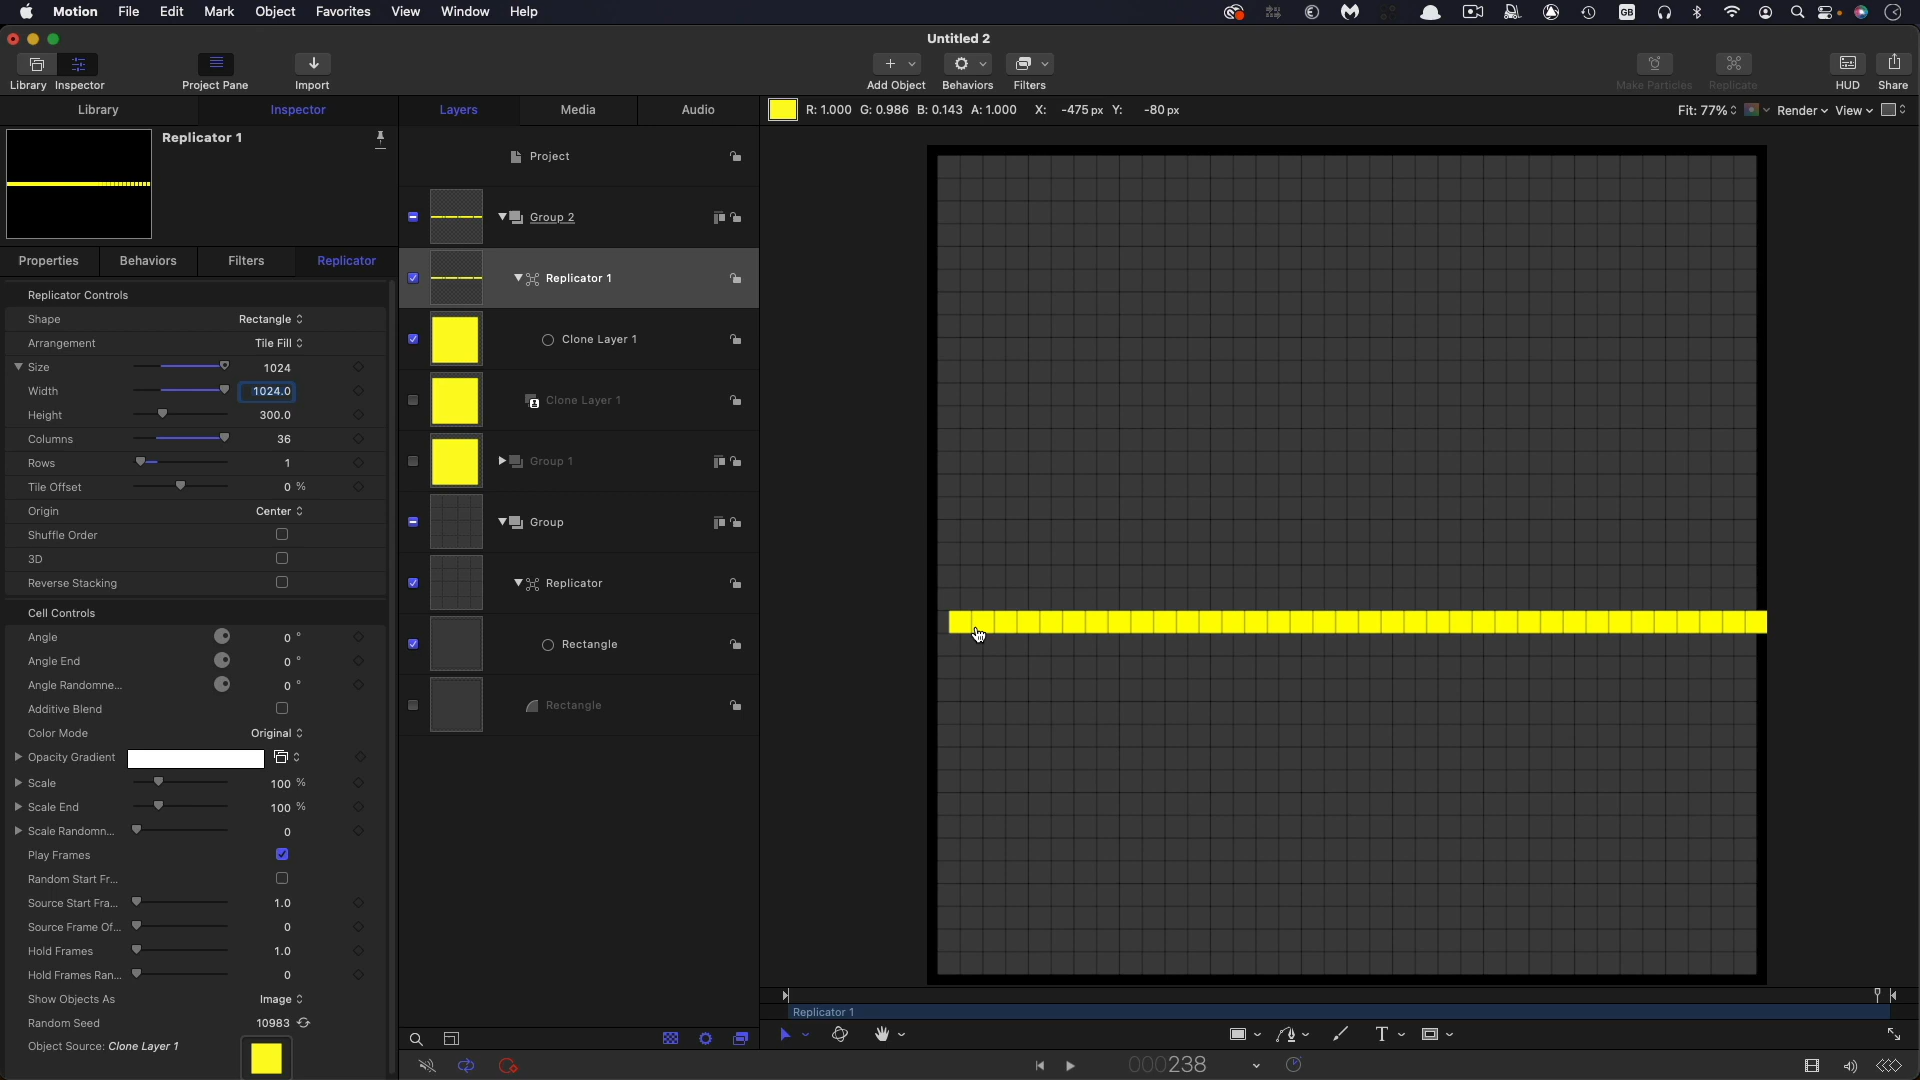 Motion File Edit Mark Object Favorites View Window Help
GB
Untitled 2
Library Inspector Project Pane Import Add Object Behaviors Filters Make Particles Replicate HUD Share
Library Inspector Layers Media Audio R: 1.000 G: 0.986 B: 0.143 A: 1.000 X: -475 px Y: -80 px Fit: 77% Render View
Replicator 1
Properties Behaviors Filters Replicator
Replicator Controls
Shape Rectangle
Arrangement Tile Fill
Size 1024
Width 1024.0
Height 300.0
Columns 36
Rows 1
Tile Offset 0 %
Origin Center
Shuffle Order
3D
Reverse Stacking
Cell Controls
Angle 0 °
Angle End 0 °
Angle Randomne... 0 °
Additive Blend
Color Mode Original
Opacity Gradient
Scale 100 %
Scale End 100 %
Scale Randomn... 0
Play Frames
Random Start Fr...
Source Start Fra... 1.0
Source Frame Of... 0
Hold Frames 1.0
Hold Frames Ran... 0
Show Objects As Image
Random Seed 10983
Object Source: Clone Layer 1
Project
Group 2
Replicator 1
Clone Layer 1
Clone Layer 1
Group 1
Group
Replicator
Rectangle
Rectangle
Replicator 1
T
000238